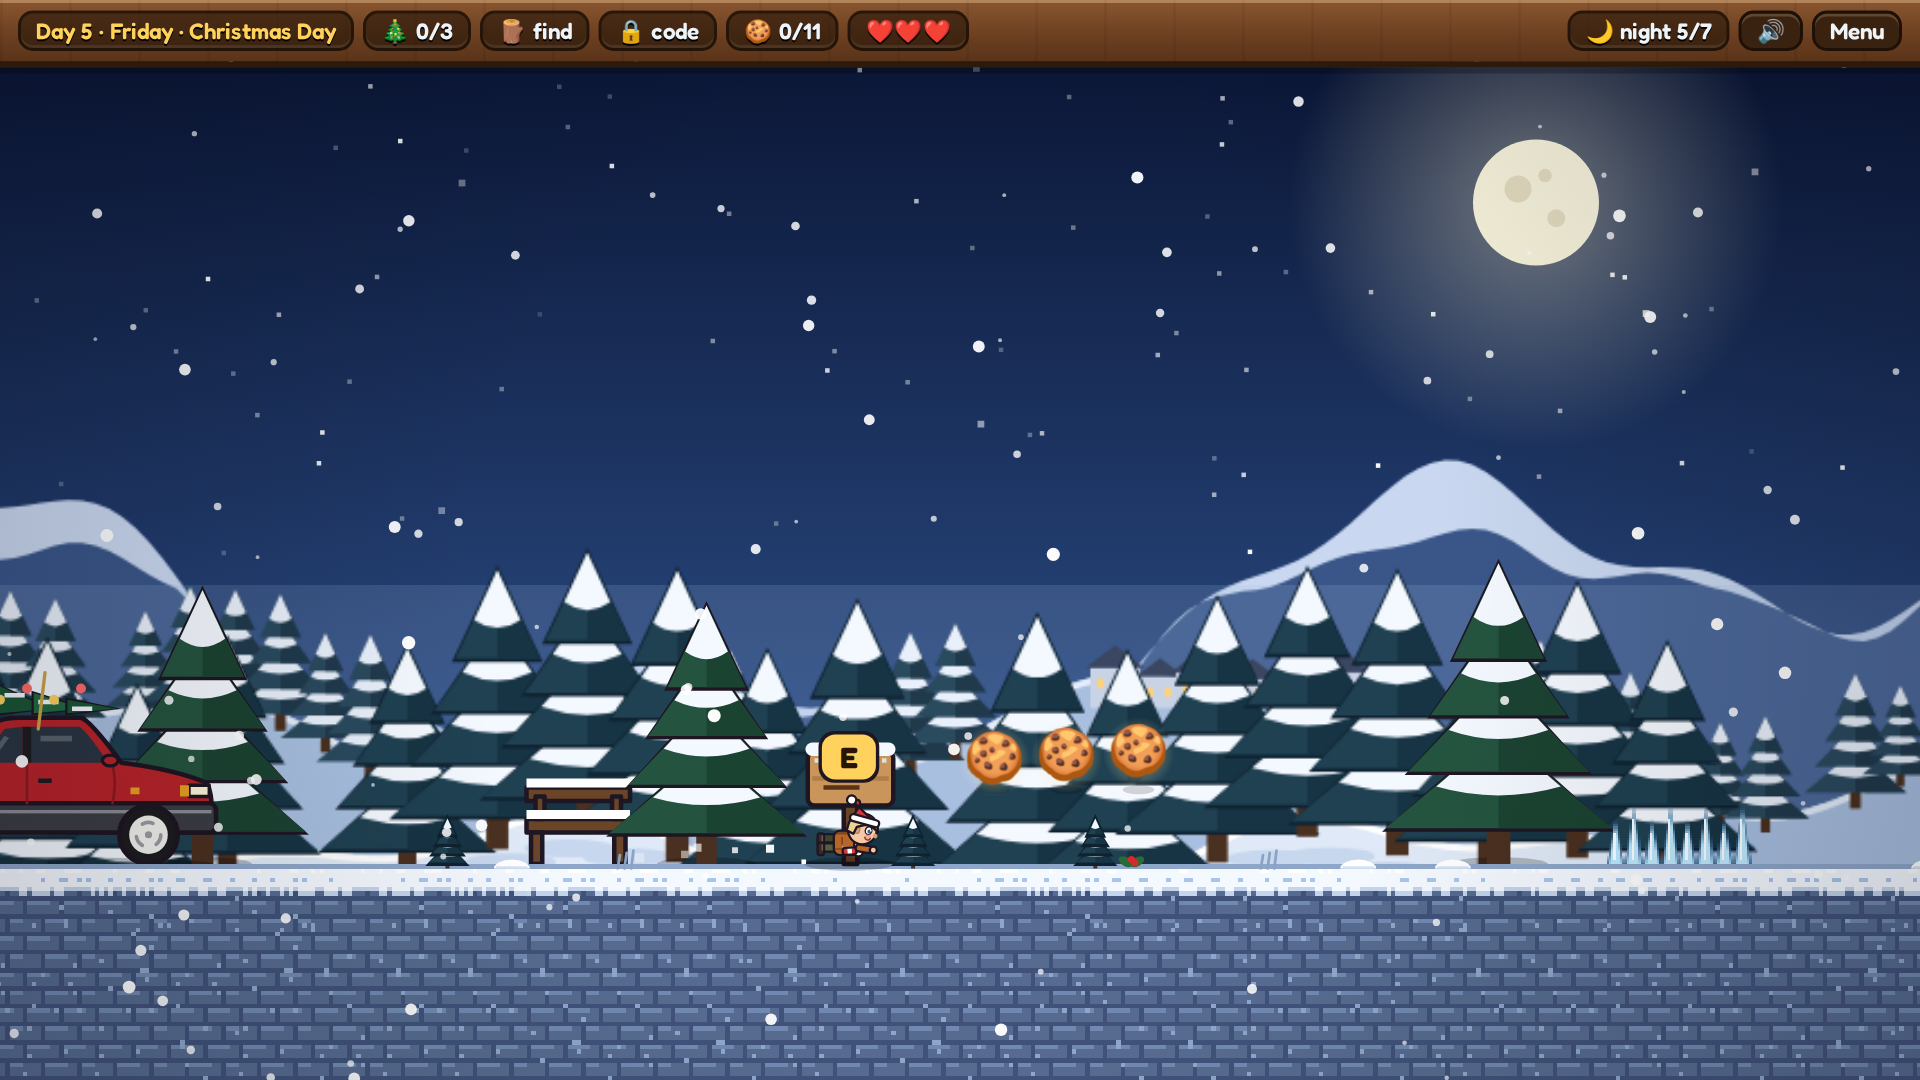 Day 5 · Friday · Christmas Day
0/3
find
code
0/11
night 5/7
Menu
E